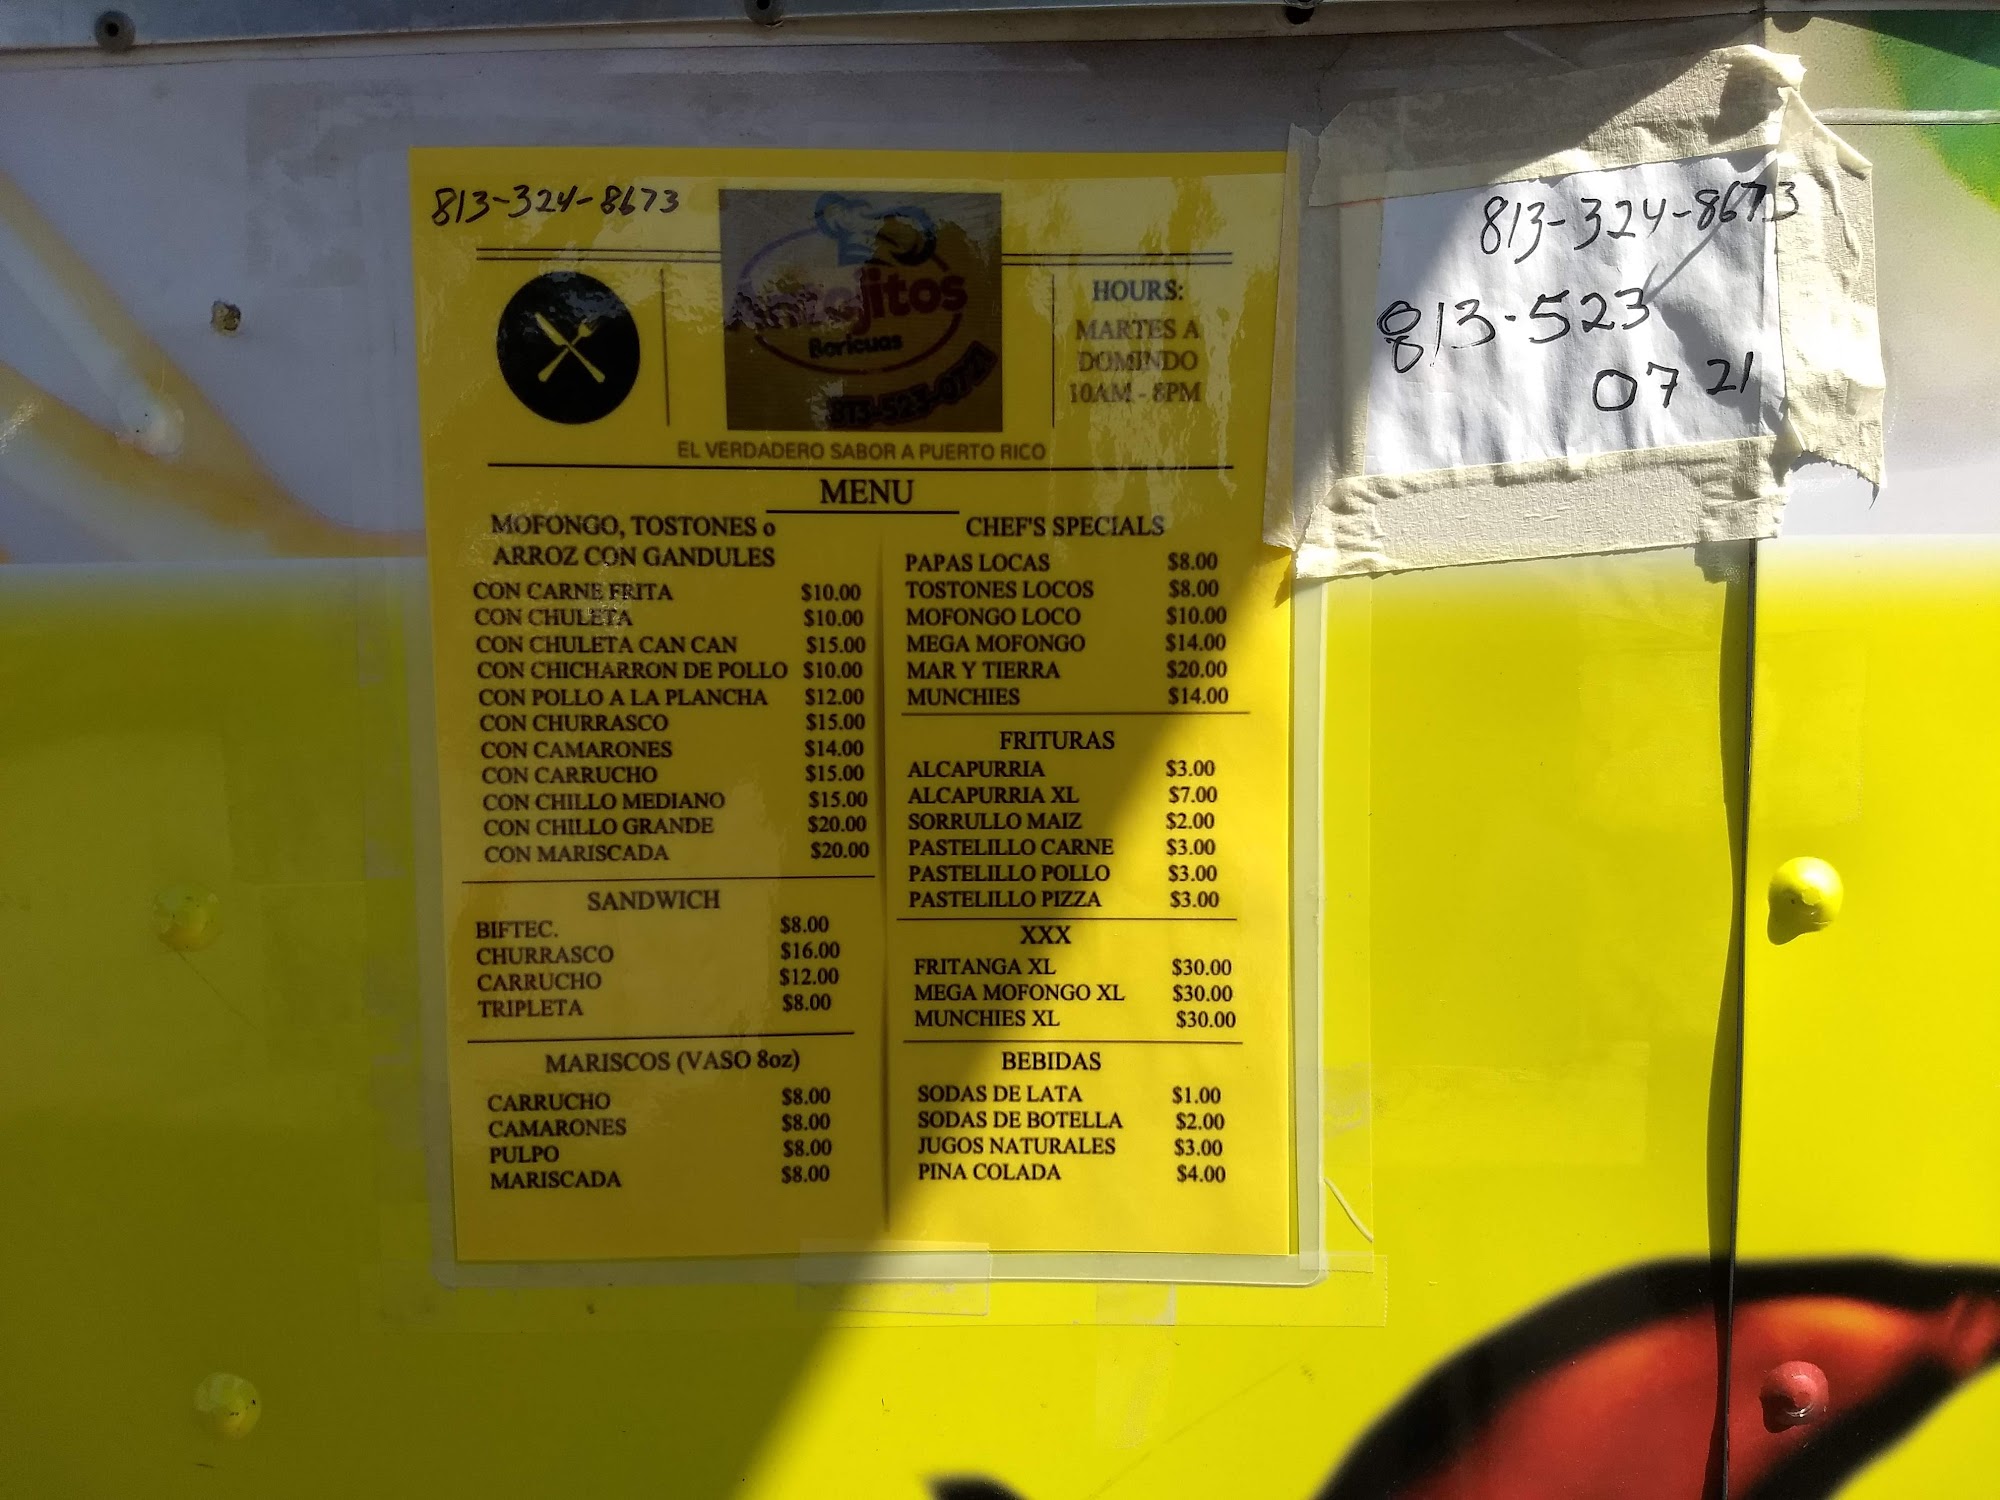 813-324-8673
Antojitos
Boricuas
813-523-0721
HOURS:
MARTES A
DOMINDO
10AM - 8PM
EL VERDADERO SABOR A PUERTO RICO
MENU
MOFONGO, TOSTONES o
ARROZ CON GANDULES
CON CARNE FRITA $10.00
CON CHULETA $10.00
CON CHULETA CAN CAN $15.00
CON CHICHARRON DE POLLO $10.00
CON POLLO A LA PLANCHA $12.00
CON CHURRASCO $15.00
CON CAMARONES $14.00
CON CARRUCHO $15.00
CON CHILLO MEDIANO $15.00
CON CHILLO GRANDE $20.00
CON MARISCADA $20.00
SANDWICH
BIFTEC. $8.00
CHURRASCO $16.00
CARRUCHO $12.00
TRIPLETA $8.00
MARISCOS (VASO 8oz)
CARRUCHO $8.00
CAMARONES $8.00
PULPO $8.00
MARISCADA $8.00
CHEF'S SPECIALS
PAPAS LOCAS $8.00
TOSTONES LOCOS $8.00
MOFONGO LOCO $10.00
MEGA MOFONGO $14.00
MAR Y TIERRA $20.00
MUNCHIES $14.00
FRITURAS
ALCAPURRIA $3.00
ALCAPURRIA XL $7.00
SORRULLO MAIZ $2.00
PASTELILLO CARNE $3.00
PASTELILLO POLLO $3.00
PASTELILLO PIZZA $3.00
XXX
FRITANGA XL $30.00
MEGA MOFONGO XL $30.00
MUNCHIES XL $30.00
BEBIDAS
SODAS DE LATA $1.00
SODAS DE BOTELLA $2.00
JUGOS NATURALES $3.00
PINA COLADA $4.00
813-324-8673
813-523
0721